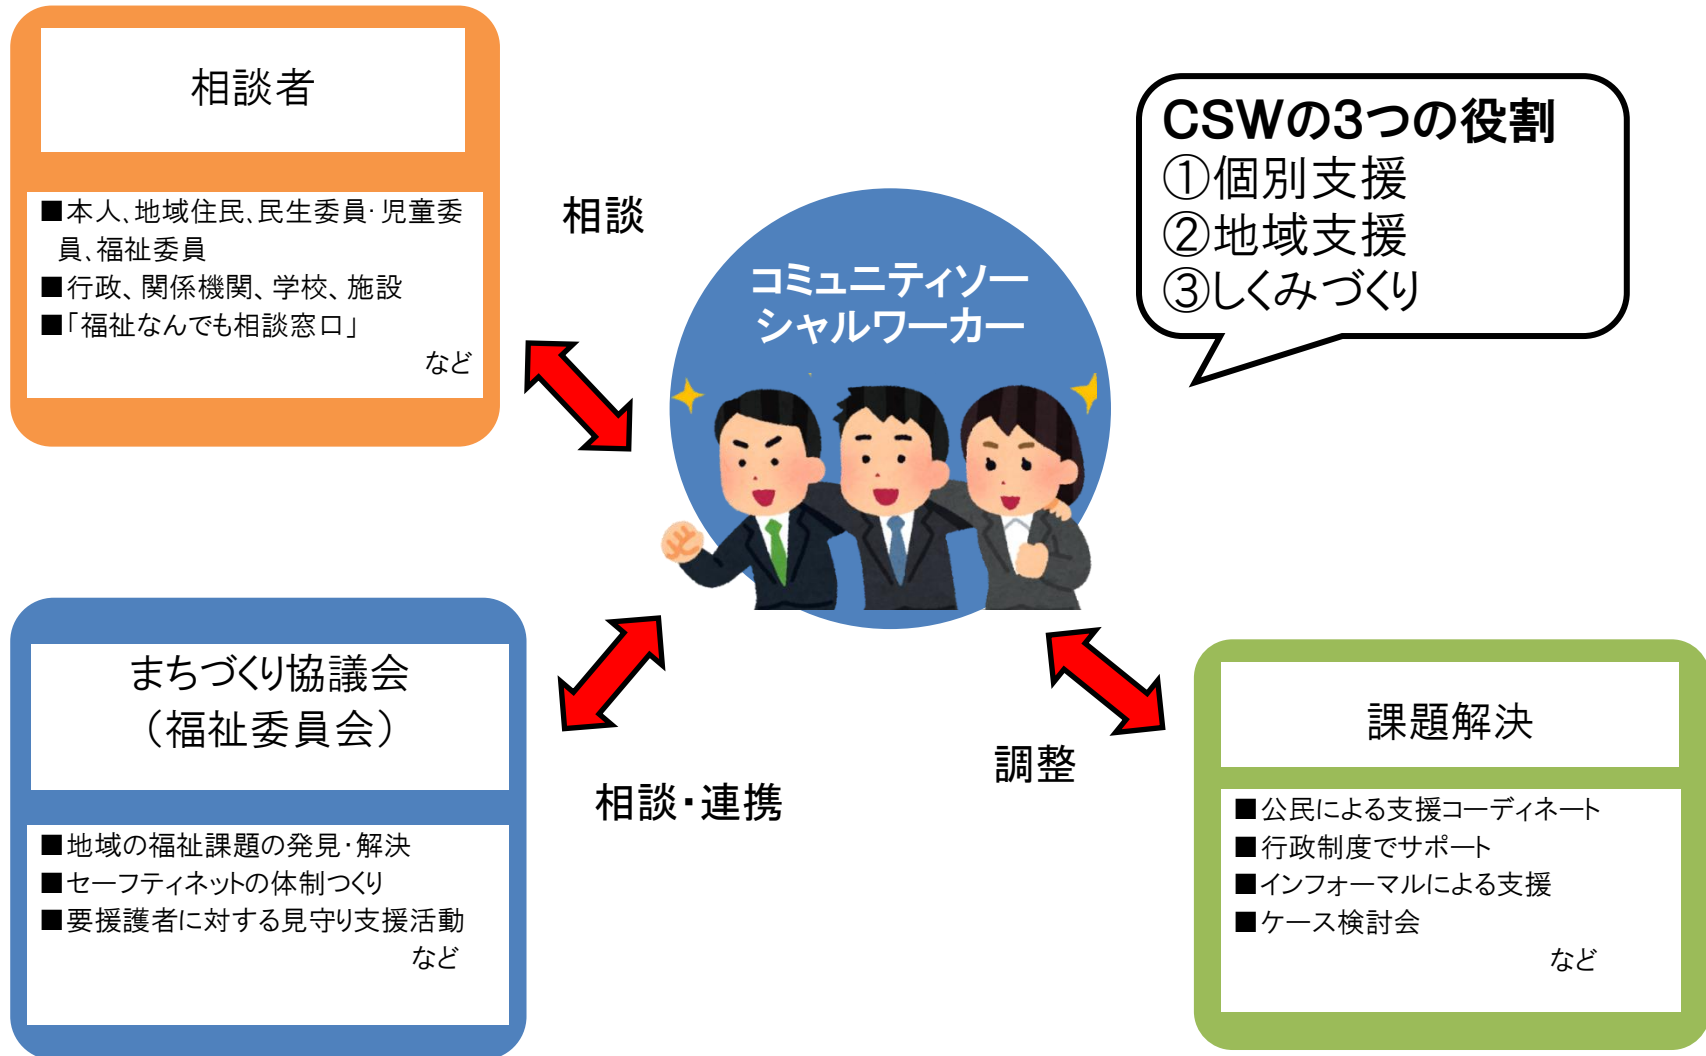 相談者
■本人、地域住民、民生委員・児童委
員、福祉委員
■行政、関係機関、学校、施設
■「福祉なんでも相談窓口」
など
相談
コミュニティソー
シャルワーカー
CSWの3つの役割
①個別支援
②地域支援
③しくみづくり
まちづくり協議会
（福祉委員会）
■地域の福祉課題の発見・解決
■セーフティネットの体制つくり
■要援護者に対する見守り支援活動
など
相談・連携
調整
課題解決
■公民による支援コーディネート
■行政制度でサポート
■インフォーマルによる支援
■ケース検討会
など